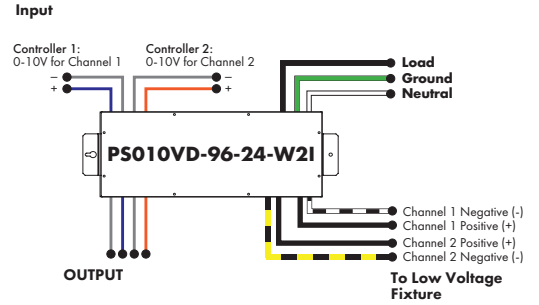 Input
Controller 1:
0-10V for Channel 1
–
+
Controller 2:
0-10V for Channel 2
–
+
Load
Ground
Neutral
PS010VD-96-24-W2I
Channel 1 Negative (-)
Channel 1 Positive (+)
Channel 2 Positive (+)
Channel 2 Negative (-)
OUTPUT
To Low Voltage
Fixture